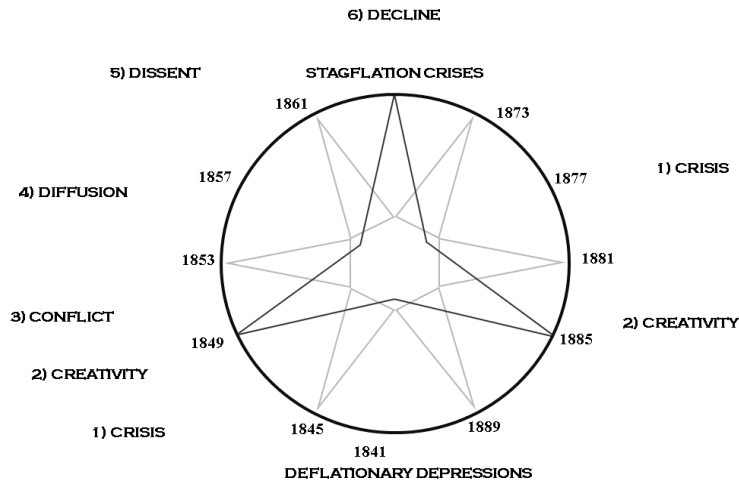 6) DECLINE
5) DISSENT
STAGFLATION CRISES
1861
1873
1857
1877
1) CRISIS
4) DIFFUSION
1853
1881
3) CONFLICT
1849
1885
2) CREATIVITY
2) CREATIVITY
1) CRISIS
1845
1889
1841
DEFLATIONARY DEPRESSIONS